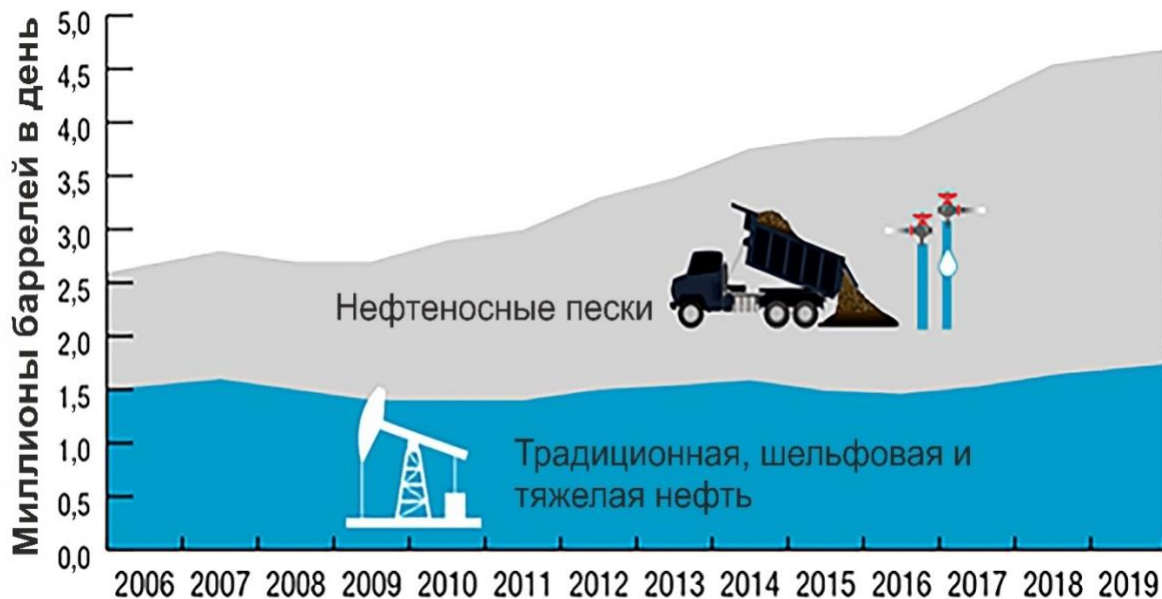 Миллионы баррелей в день
5,0
4,5
4,0
3,5
3,0
2,5
2,0
1,5
1,0
0,5
0,0
Нефтеносные пески
Традиционная, шельфовая и
тяжелая нефть
2006 2007 2008 2009 2010 2011 2012 2013 2014 2015 2016 2017 2018 2019